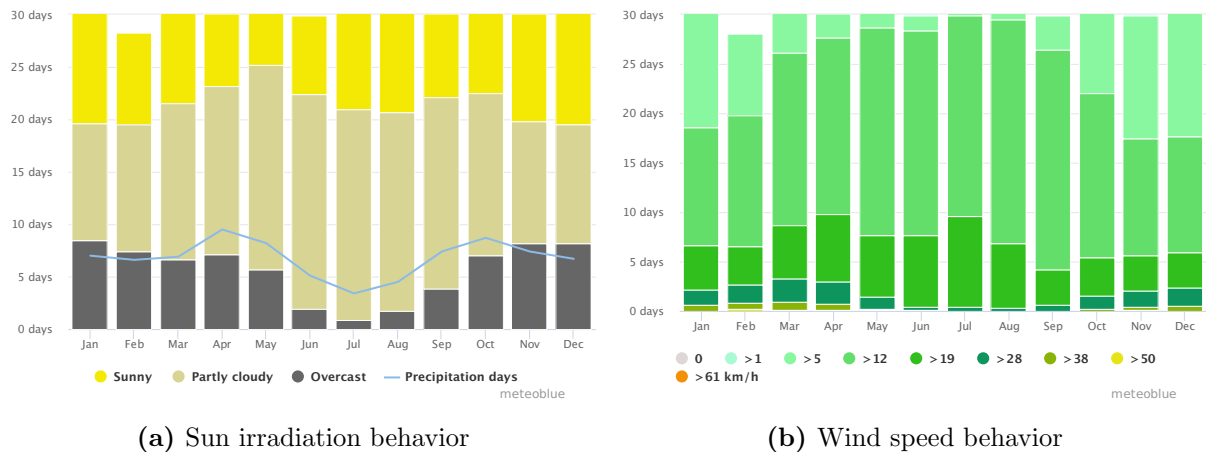 30 days
25 days
20 days
15 days
10 days
5 days
0 days
Jan Feb Mar Apr May Jun Jul Aug Sep Oct Nov Dec
Sunny Partly cloudy Overcast Precipitation days
meteoblue
(a) Sun irradiation behavior
30 days
25 days
20 days
15 days
10 days
5 days
0 days
Jan Feb Mar Apr May Jun Jul Aug Sep Oct Nov Dec
0 >1 >5 >12 >19 >28 >38 >50
>61 km/h
meteoblue
(b) Wind speed behavior